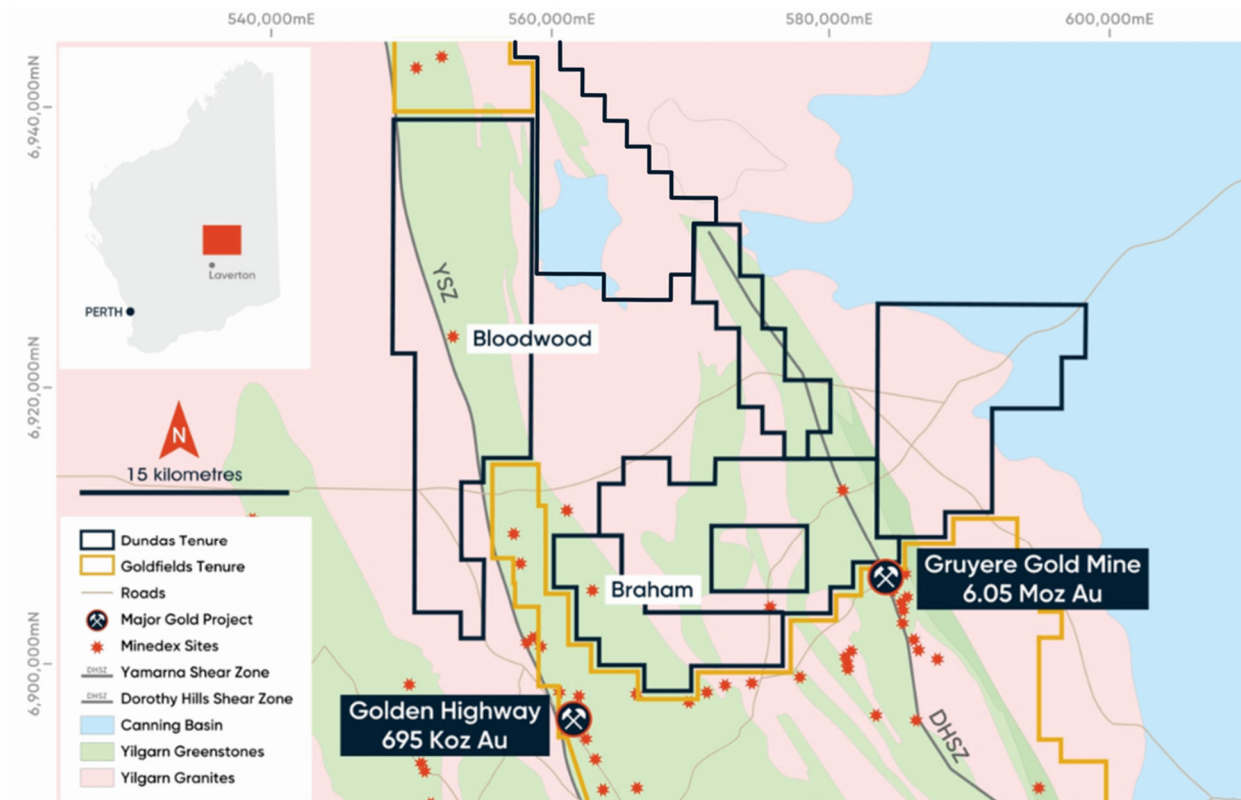 540,000mE
560,000mE
580,000mE
600,000mE
6,940,000mN
6,920,000mN
6,900,000mN
Laverton
PERTH
N
15 kilometres
YSZ
Bloodwood
Braham
Gruyere Gold Mine
6.05 Moz Au
Golden Highway
695 Koz Au
DHSZ
Dundas Tenure
Goldfields Tenure
Roads
Major Gold Project
Minedex Sites
DHSZ
Yamarna Shear Zone
DHSZ
Dorothy Hills Shear Zone
Canning Basin
Yilgarn Greenstones
Yilgarn Granites